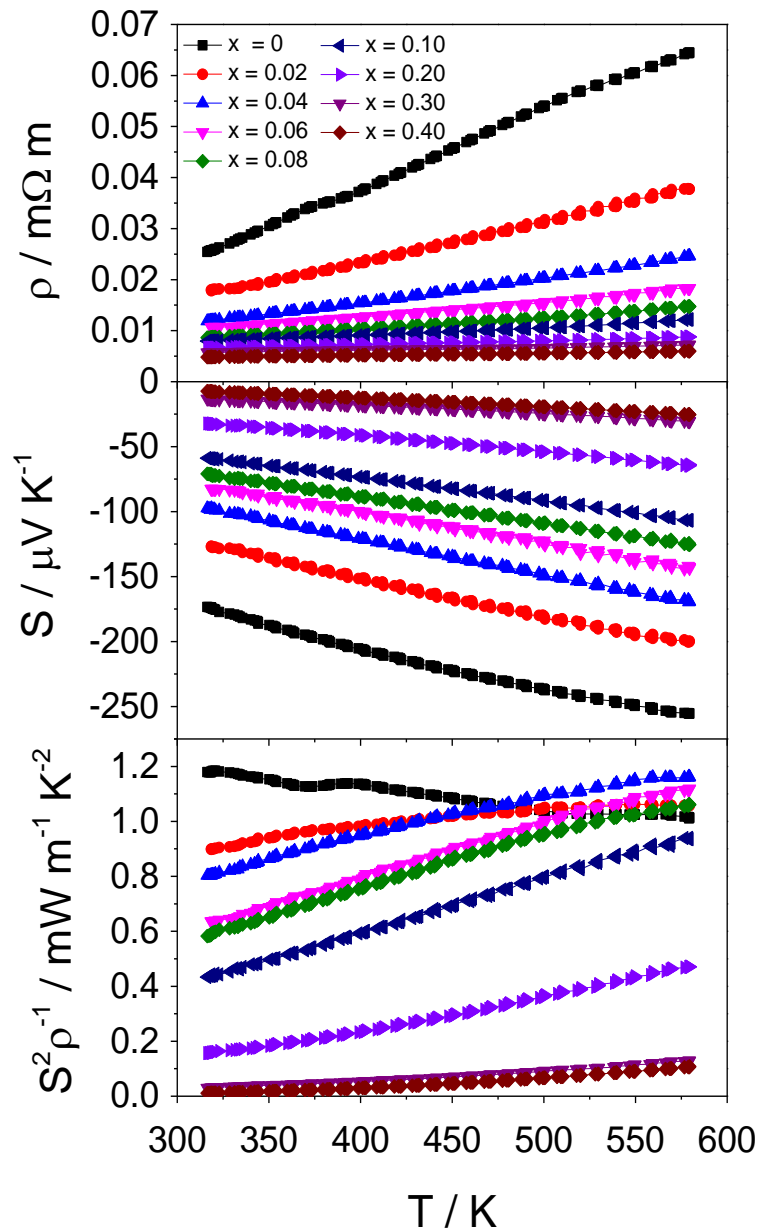 0.07
0.06
0.05
0.04
0.03
0.02
0.01
0
x = 0
x = 0.02
x = 0.04
x = 0.06
x = 0.08
x = 0.10
x = 0.20
x = 0.30
x = 0.40
ρ / mΩ m
-50
-100
-150
-200
-250
S / μV K⁻¹
1.2
1.0
0.8
0.6
0.4
0.2
0.0
S²ρ⁻¹ / mW m⁻¹ K⁻²
300 350 400 450 500 550 600
T / K